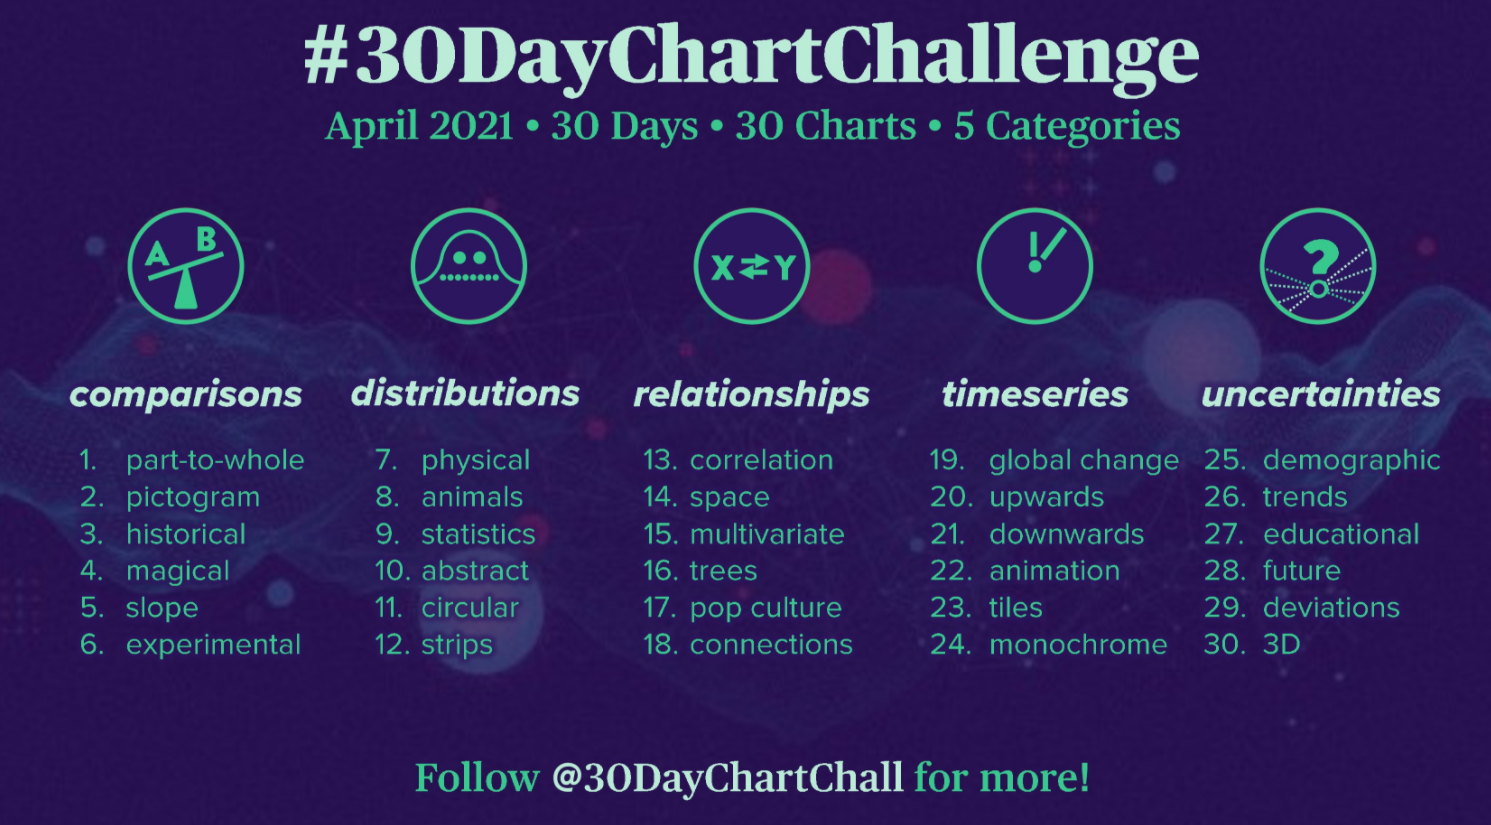 #30DayChartChallenge
April 2021 • 30 Days • 30 Charts • 5 Categories
A B
X⇄Y
!
?
comparisons
1. part-to-whole
2. pictogram
3. historical
4. magical
5. slope
6. experimental
distributions
7. physical
8. animals
9. statistics
10. abstract
11. circular
12. strips
relationships
13. correlation
14. space
15. multivariate
16. trees
17. pop culture
18. connections
timeseries
19. global change
20. upwards
21. downwards
22. animation
23. tiles
24. monochrome
uncertainties
25. demographic
26. trends
27. educational
28. future
29. deviations
30. 3D
Follow @30DayChartChall for more!